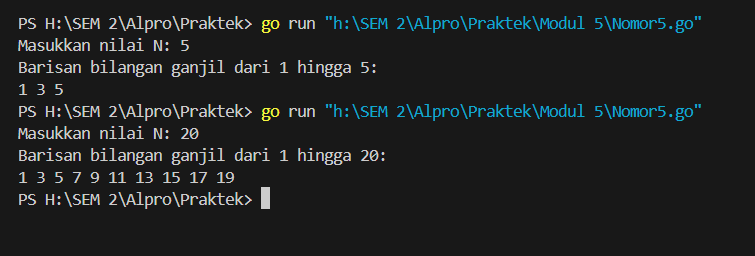 PS H:\SEM 2\Alpro\Praktek> go run "h:\SEM 2\Alpro\Praktek\Modul 5\Nomor5.go"
Masukkan nilai N: 5
Barisan bilangan ganjil dari 1 hingga 5:
1 3 5
PS H:\SEM 2\Alpro\Praktek> go run "h:\SEM 2\Alpro\Praktek\Modul 5\Nomor5.go"
Masukkan nilai N: 20
Barisan bilangan ganjil dari 1 hingga 20:
1 3 5 7 9 11 13 15 17 19
PS H:\SEM 2\Alpro\Praktek>